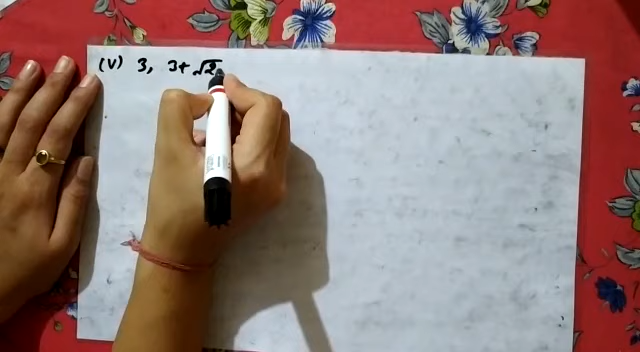 (v) 3, 3+ √2